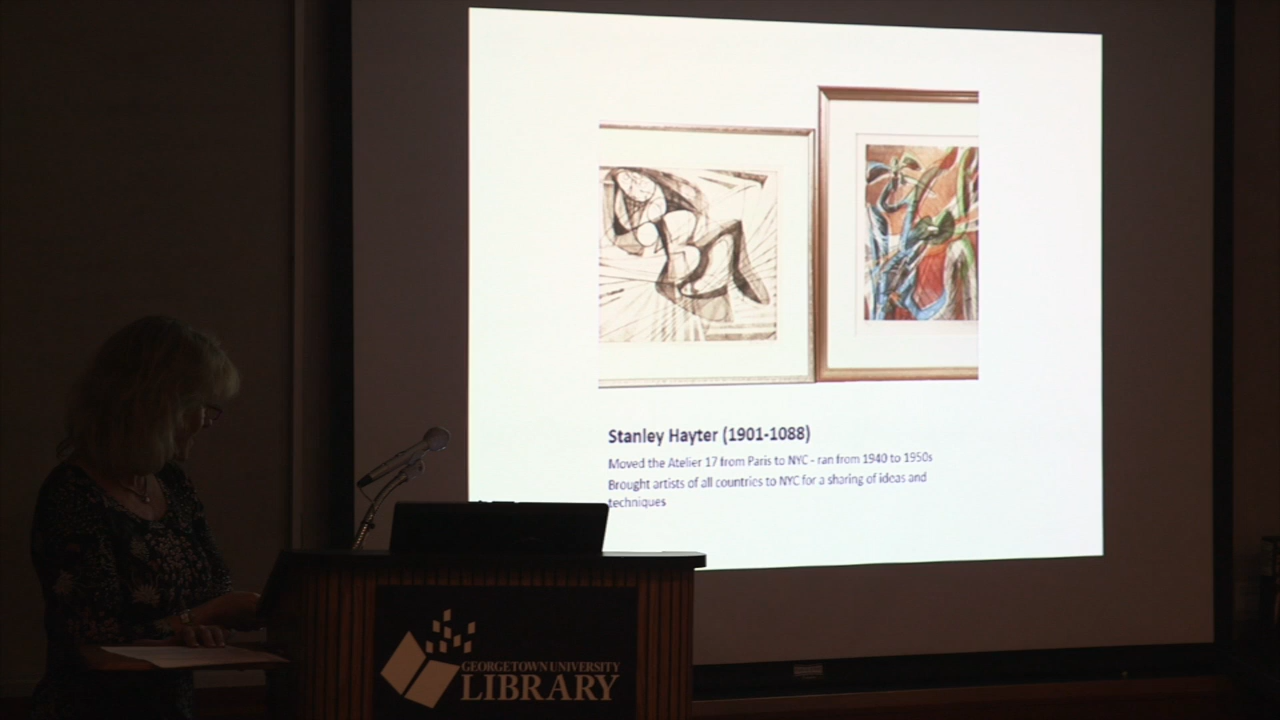 Stanley Hayter (1901-1088)
Moved the Atelier 17 from Paris to NYC - ran from 1940 to 1950s
Brought artists of all countries to NYC for a sharing of ideas and
techniques
GEORGETOWN UNIVERSITY
LIBRARY